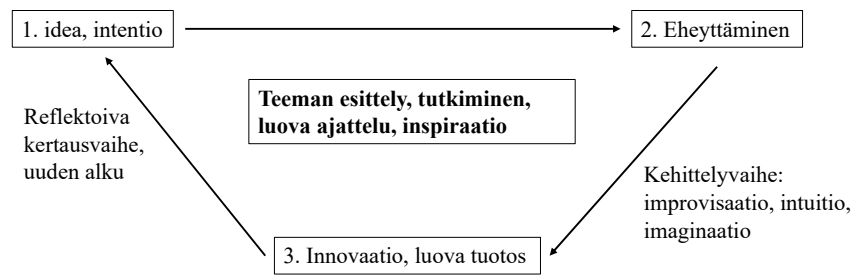 1. idea, intentio
2. Eheyttäminen
Teeman esittely, tutkiminen,
luova ajattelu, inspiraatio
Reflektoiva
kertausvaihe,
uuden alku
Kehittelyvaihe:
improvisaatio, intuitio,
imaginaatio
3. Innovaatio, luova tuotos